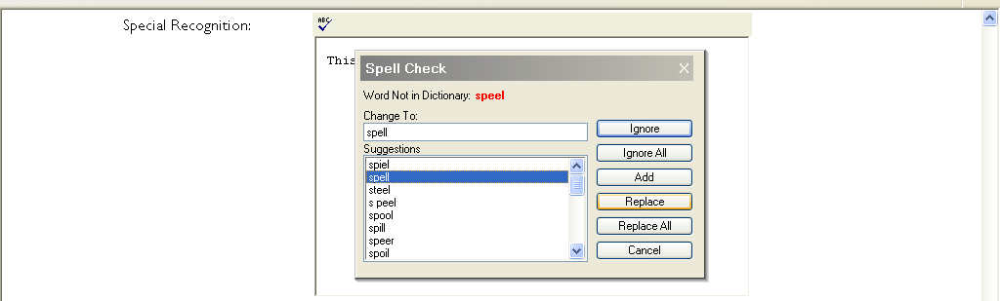 Special Recognition:
ABC
This
Spell Check
X
Word Not in Dictionary: speel
Change To:
spell
Suggestions
spiel
spell
steel
s peel
spool
spill
speer
spoil
Ignore
Ignore All
Add
Replace
Replace All
Cancel